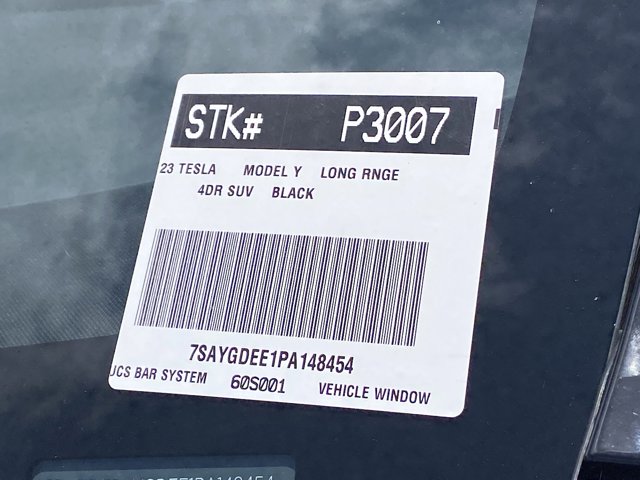 STK# P3007
23 TESLA MODEL Y LONG RNGE
4DR SUV BLACK
7SAYGDEE1PA148454
UCS BAR SYSTEM 60S001 VEHICLE WINDOW